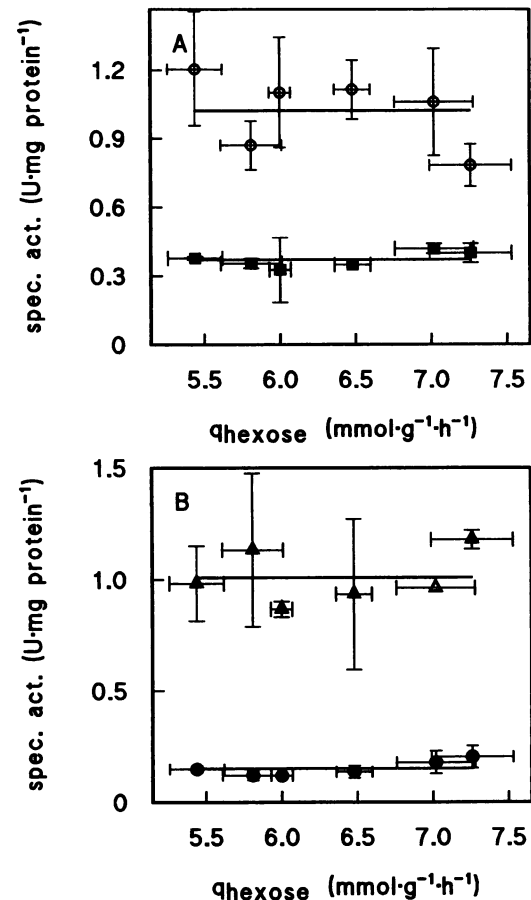 A
spec. act. (U·mg protein⁻¹)
1.2
0.9
0.6
0.3
0
5.5 6.0 6.5 7.0 7.5
qhexose (mmol·g⁻¹·h⁻¹)
B
spec. act. (U·mg protein⁻¹)
1.5
1.0
0.5
0
5.5 6.0 6.5 7.0 7.5
qhexose (mmol·g⁻¹·h⁻¹)